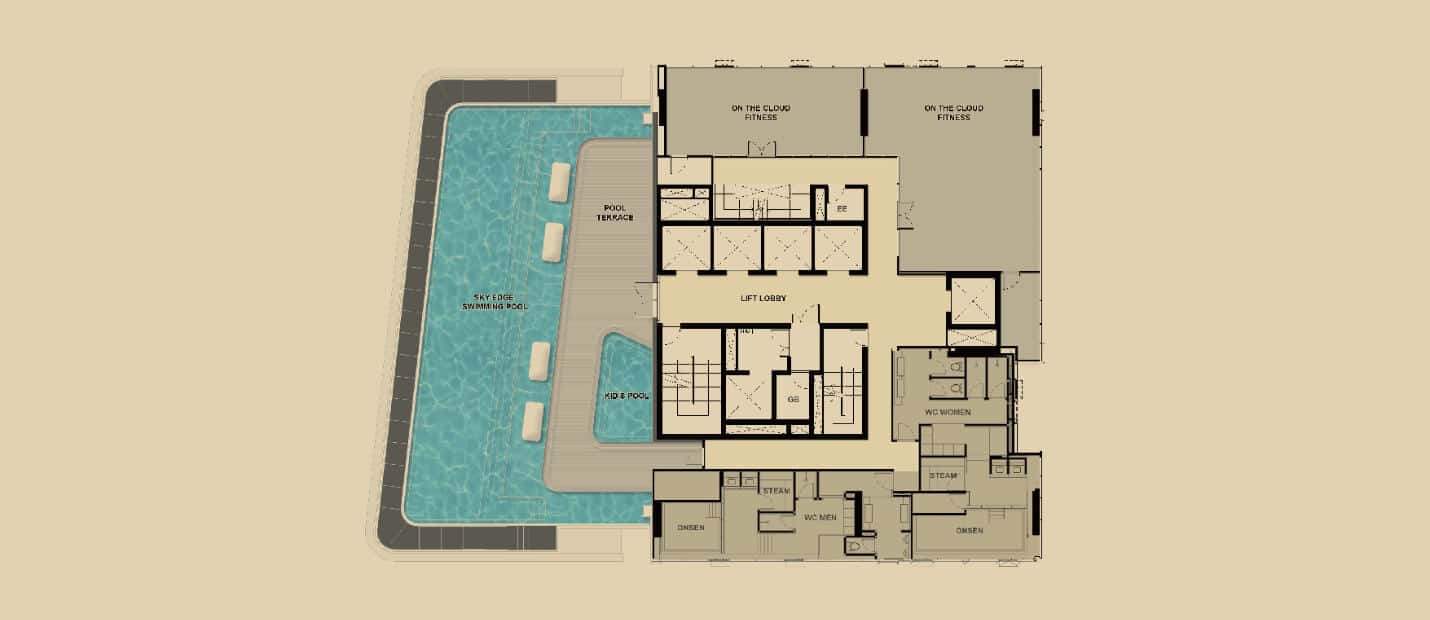 ON THE CLOUD
FITNESS
ON THE CLOUD
FITNESS
POOL
TERRACE
EE
SKY EDGE
SWIMMING POOL
LIFT LOBBY
KID'S POOL
GB
WC WOMEN
STEAM
STEAM
WC MEN
ONSEN
ONSEN